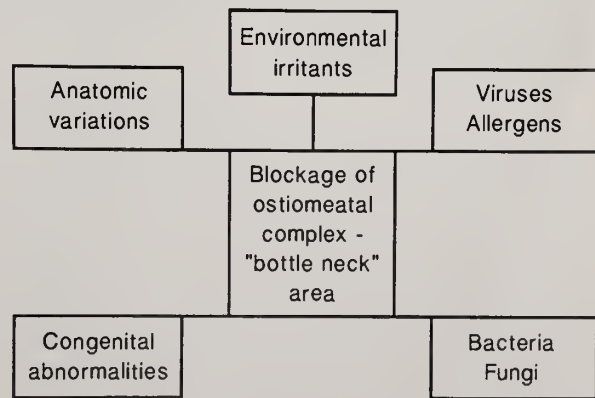 Environmental
irritants
Anatomic
variations
Viruses
Allergens
Blockage of
ostiomeatal
complex -
"bottle neck"
area
Congenital
abnormalities
Bacteria
Fungi